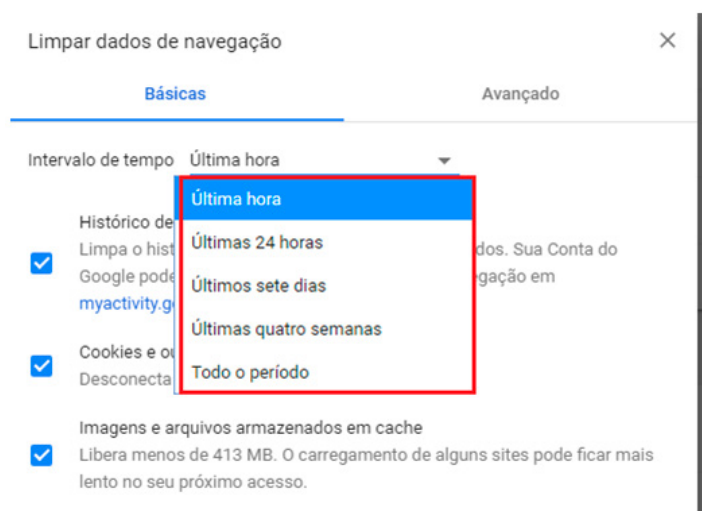 Limpar dados de navegação
Básicas
Avançado
Intervalo de tempo Última hora
Última hora
Últimas 24 horas
Últimos sete dias
Últimas quatro semanas
Todo o período
Histórico de
Limpa o hist dos. Sua Conta do
Google pode egação em
myactivity.g
Cookies e ou
Desconecta
Imagens e arquivos armazenados em cache
Libera menos de 413 MB. O carregamento de alguns sites pode ficar mais
lento no seu próximo acesso.